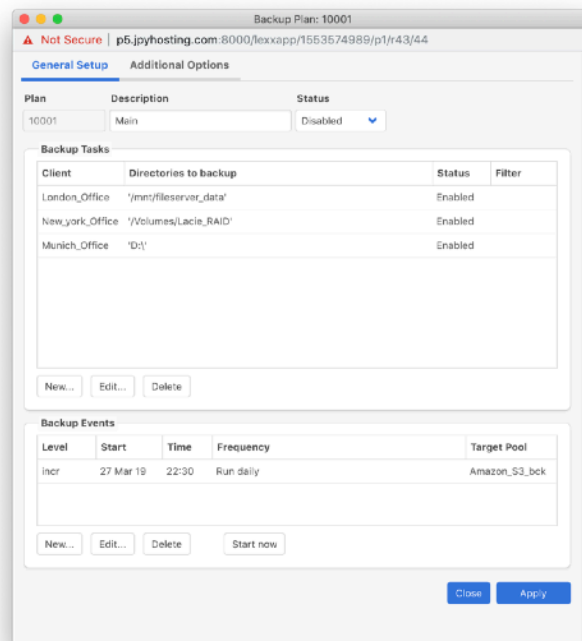 Backup Plan: 10001
Not Secure | p5.jpyhosting.com:8000/lexxapp/1553574989/p1/r43/44
General Setup Additional Options
Plan Description Status
10001 Main Disabled
Backup Tasks
Client Directories to backup Status Filter
London_Office '/mnt/fileserver_data' Enabled
New_york_Office '/Volumes/Lacie_RAID' Enabled
Munich_Office 'D:\' Enabled
New... Edit... Delete
Backup Events
Level Start Time Frequency Target Pool
incr 27 Mar 19 22:30 Run daily Amazon_S3_bck
New... Edit... Delete Start now
Close Apply